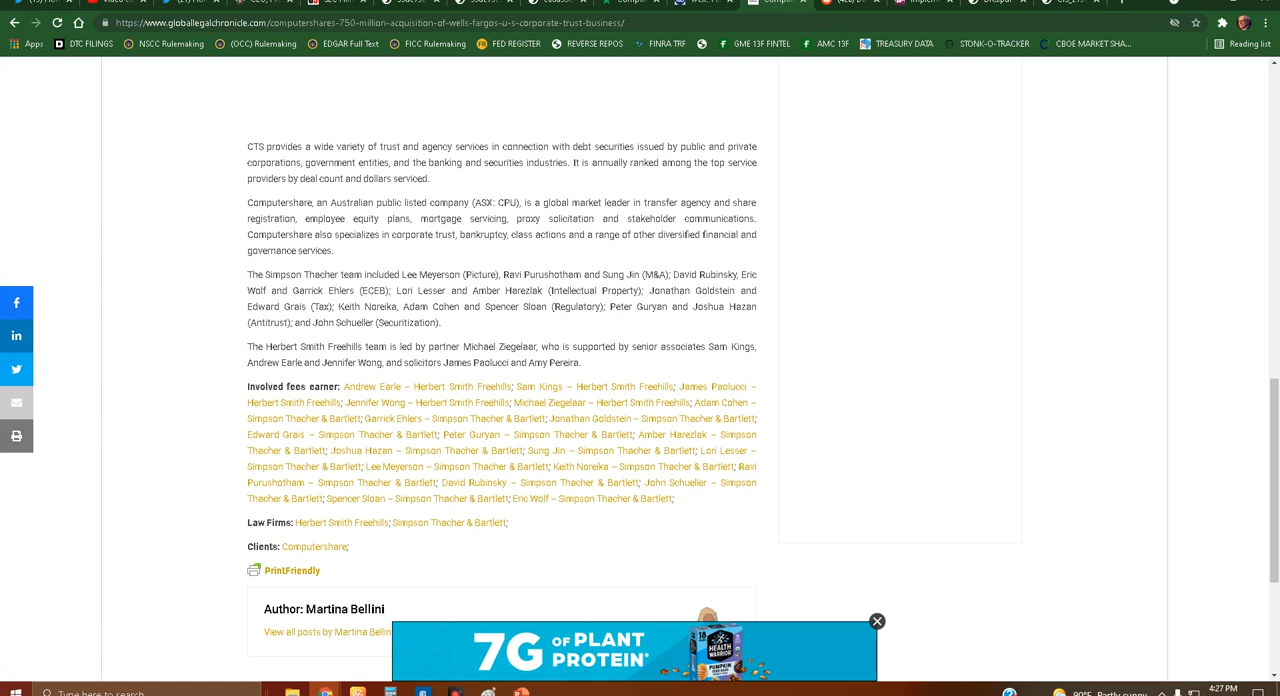 https://www.globallegalchronicle.com/computershares-750-million-acquisition-of-wells-fargos-u-s-corporate-trust-business/
Apps DTC FILINGS NSCC Rulemaking (OCC) Rulemaking EDGAR Full Text FICC Rulemaking FED REGISTER REVERSE REPOS FINRA TRF GME 13F FINTEL AMC 13F TREASURY DATA STONK-O-TRACKER CBOE MARKET SHA... Reading list
CTS provides a wide variety of trust and agency services in connection with debt securities issued by public and private
corporations, government entities, and the banking and securities industries. It is annually ranked among the top service
providers by deal count and dollars serviced.
Computershare, an Australian public listed company (ASX: CPU), is a global market leader in transfer agency and share
registration, employee equity plans, mortgage servicing, proxy solicitation and stakeholder communications.
Computershare also specializes in corporate trust, bankruptcy, class actions and a range of other diversified financial and
governance services.
The Simpson Thacher team included Lee Meyerson (Picture), Ravi Purushotham and Sung Jin (M&A); David Rubinsky, Eric
Wolf and Garrick Ehlers (ECEB); Lori Lesser and Amber Harezlak (Intellectual Property); Jonathan Goldstein and
Edward Grais (Tax); Keith Noreika, Adam Cohen and Spencer Sloan (Regulatory); Peter Guryan and Joshua Hazan
(Antitrust); and John Schueller (Securitization).
The Herbert Smith Freehills team is led by partner Michael Ziegelaar, who is supported by senior associates Sam Kings,
Andrew Earle and Jennifer Wong, and solicitors James Paolucci and Amy Pereira.
Involved fees earner: Andrew Earle – Herbert Smith Freehills; Sam Kings – Herbert Smith Freehills; James Paolucci –
Herbert Smith Freehills; Jennifer Wong – Herbert Smith Freehills; Michael Ziegelaar – Herbert Smith Freehills; Adam Cohen –
Simpson Thacher & Bartlett; Garrick Ehlers – Simpson Thacher & Bartlett; Jonathan Goldstein – Simpson Thacher & Bartlett;
Edward Grais – Simpson Thacher & Bartlett; Peter Guryan – Simpson Thacher & Bartlett; Amber Harezlak – Simpson
Thacher & Bartlett; Joshua Hazan – Simpson Thacher & Bartlett; Sung Jin – Simpson Thacher & Bartlett; Lori Lesser –
Simpson Thacher & Bartlett; Lee Meyerson – Simpson Thacher & Bartlett; Keith Noreika – Simpson Thacher & Bartlett; Ravi
Purushotham – Simpson Thacher & Bartlett; David Rubinsky – Simpson Thacher & Bartlett; John Schueller – Simpson
Thacher & Bartlett; Spencer Sloan – Simpson Thacher & Bartlett; Eric Wolf – Simpson Thacher & Bartlett;
Law Firms: Herbert Smith Freehills; Simpson Thacher & Bartlett;
Clients: Computershare;
PrintFriendly
Author: Martina Bellini
View all posts by Martina Bellin
7G OF PLANT PROTEIN
18
HEALTH WARRIOR
PUMPKIN
Type here to search
90°F Partly sunny
4:27 PM